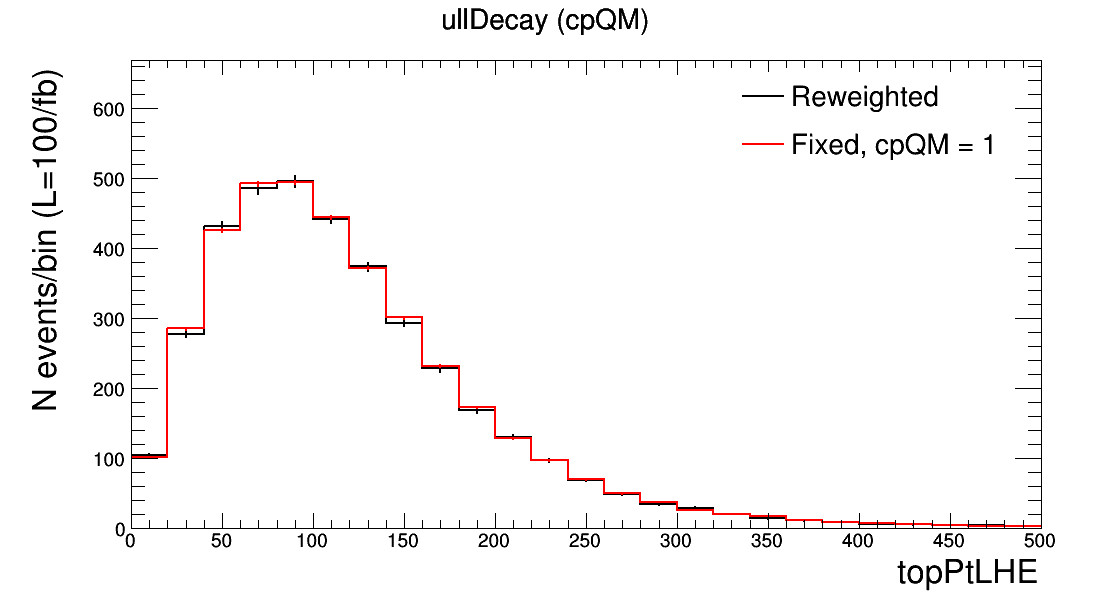 ullDecay (cpQM)
N events/bin (L=100/fb)
600
500
400
300
200
100
0
Reweighted
Fixed, cpQM = 1
0 50 100 150 200 250 300 350 400 450 500
topPtLHE